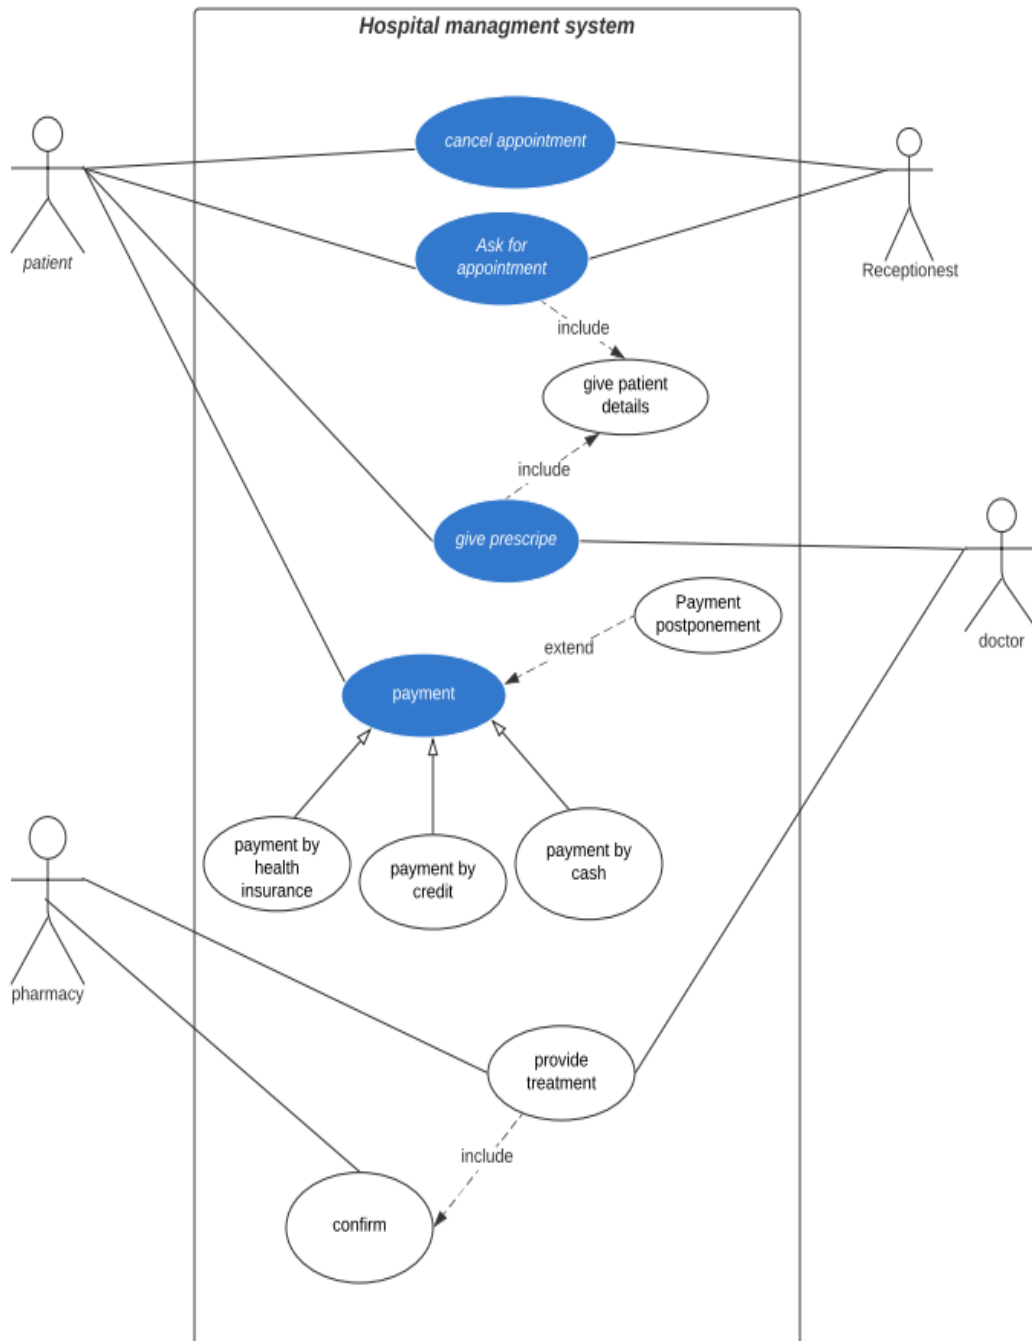 Hospital managment system
cancel appointment
patient
Ask for
appointment
Receptionest
include
give patient
details
include
give prescripe
Payment
postponement
doctor
extend
payment
payment by
health
insurance
payment by
credit
payment by
cash
pharmacy
provide
treatment
include
confirm